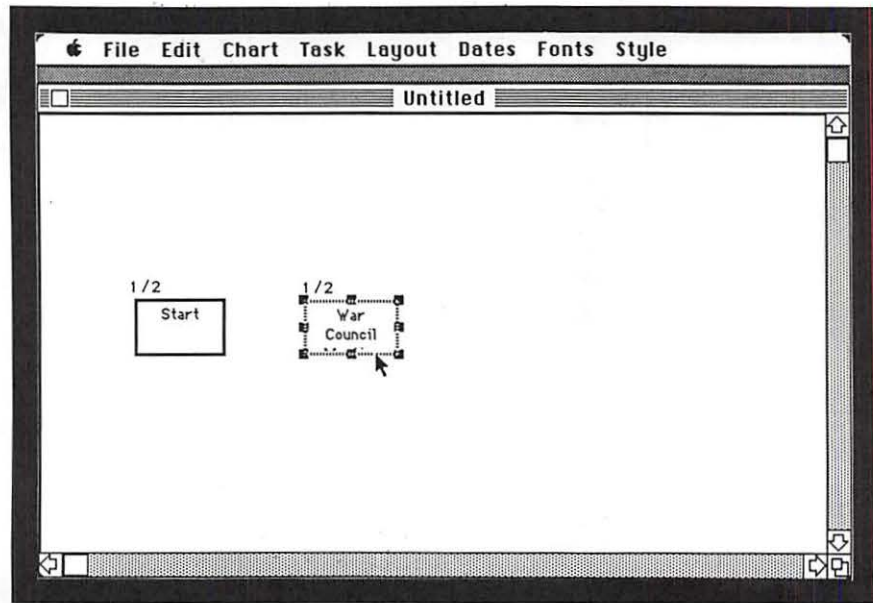 File Edit Chart Task Layout Dates Fonts Style
Untitled
1/2
Start
1/2
War
Council